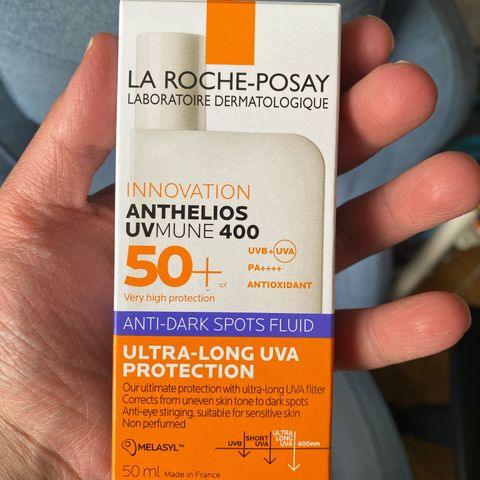 LA ROCHE-POSAY
LABORATOIRE DERMATOLOGIQUE
INNOVATION
ANTHELIOS
UVMUNE 400
50+ spf
Very high protection
UVB+UVA
PA++++
ANTIOXIDANT
ANTI-DARK SPOTS FLUID
ULTRA-LONG UVA
PROTECTION
Our ultimate protection with ultra-long UVA filter
Corrects from uneven skin tone to dark spots
Anti-eye stinging, suitable for sensitive skin
Non perfumed
MELASYL™
UVB
SHORT UVA
ULTRA LONG UVA
400nm
50 ml Made in France